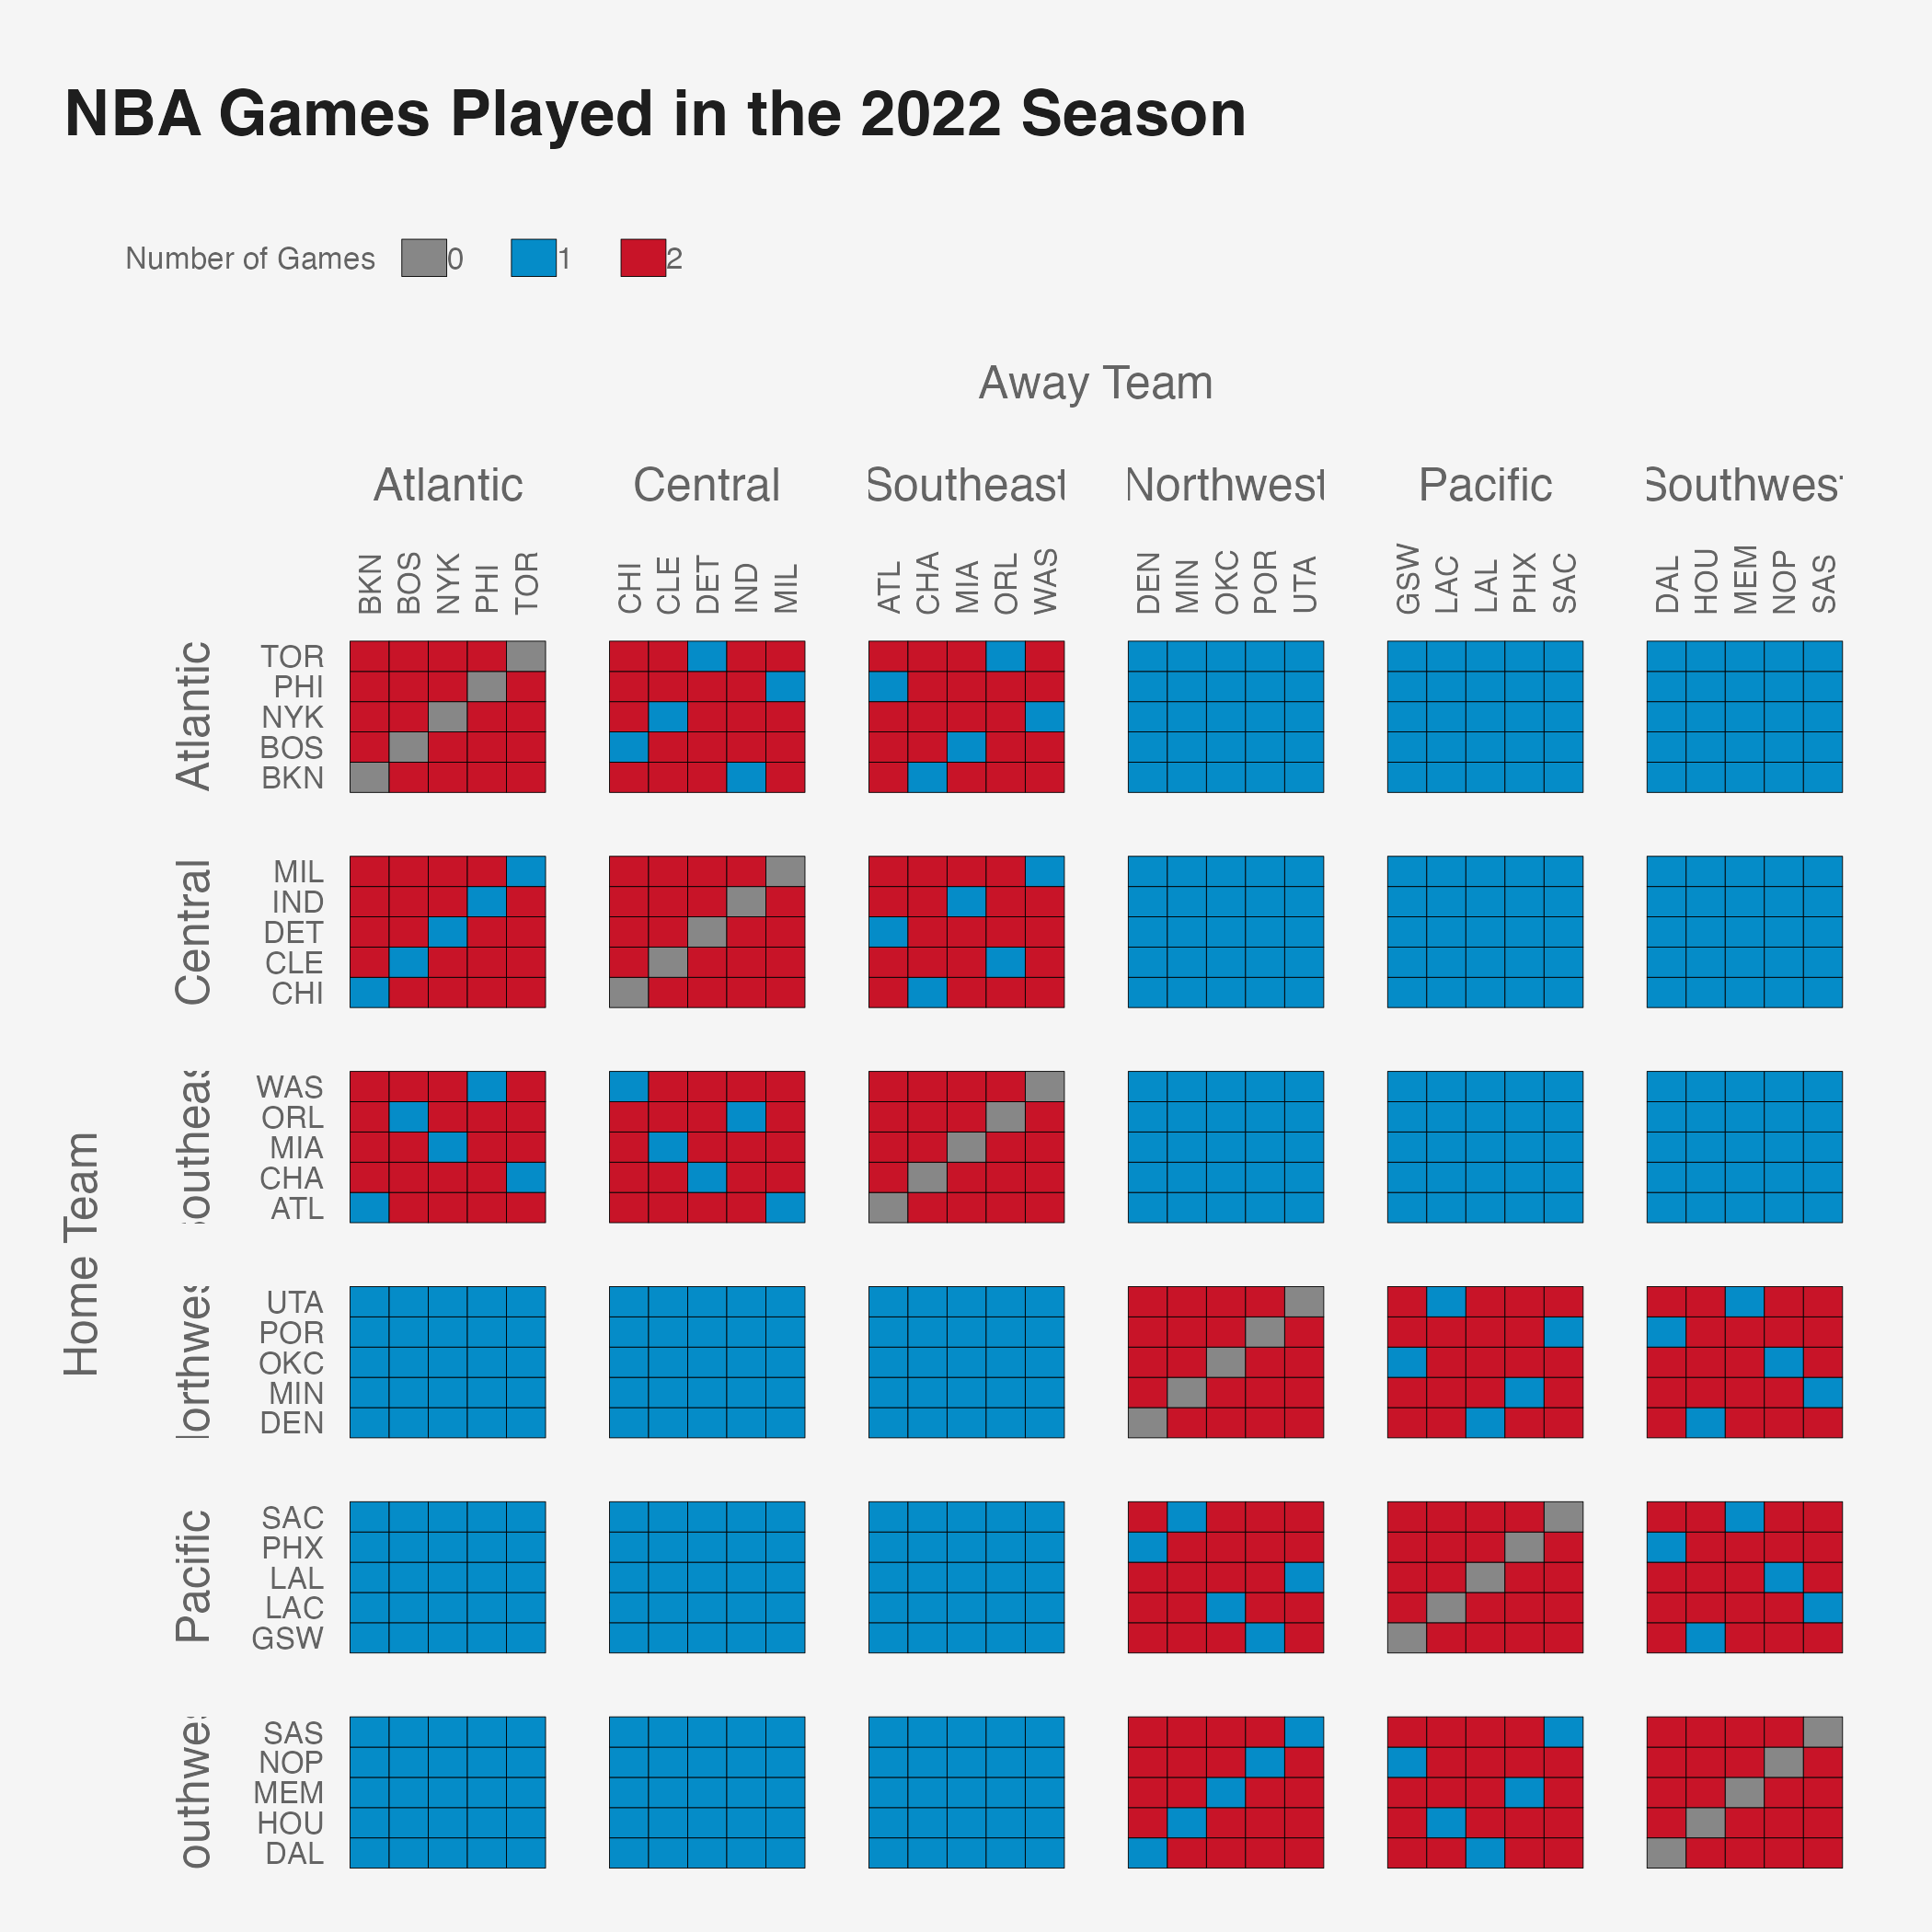 NBA Games Played in the 2022 Season
Number of Games 0 1 2
Away Team
Atlantic Central Southeast Northwest Pacific Southwest
BKN BOS NYK PHI TOR CHI CLE DET IND MIL ATL CHA MIA ORL WAS DEN MIN OKC POR UTA GSW LAC LAL PHX SAC DAL HOU MEM NOP SAS
Home Team
Atlantic
TOR
PHI
NYK
BOS
BKN
Central
MIL
IND
DET
CLE
CHI
outheas
WAS
ORL
MIA
CHA
ATL
orthwes
UTA
POR
OKC
MIN
DEN
Pacific
SAC
PHX
LAL
LAC
GSW
outhwes
SAS
NOP
MEM
HOU
DAL